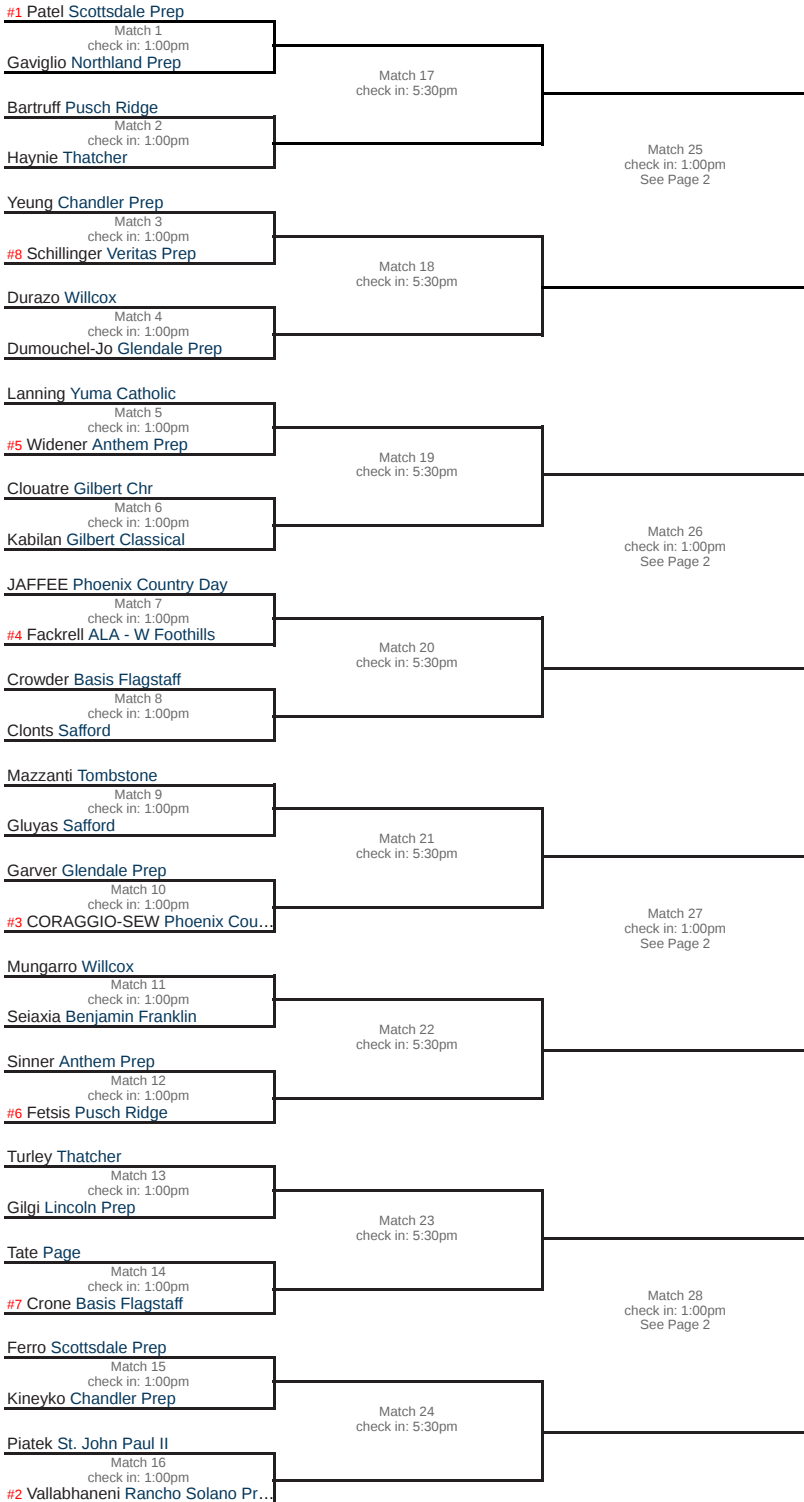 #1 Patel Scottsdale Prep
Match 1
check in: 1:00pm
Gaviglio Northland Prep
Match 17
check in: 5:30pm
Bartruff Pusch Ridge
Match 2
check in: 1:00pm
Haynie Thatcher
Match 25
check in: 1:00pm
See Page 2
Yeung Chandler Prep
Match 3
check in: 1:00pm
#8 Schillinger Veritas Prep
Match 18
check in: 5:30pm
Durazo Willcox
Match 4
check in: 1:00pm
Dumouchel-Jo Glendale Prep
Lanning Yuma Catholic
Match 5
check in: 1:00pm
#5 Widener Anthem Prep
Match 19
check in: 5:30pm
Clouatre Gilbert Chr
Match 6
check in: 1:00pm
Kabilan Gilbert Classical
Match 26
check in: 1:00pm
See Page 2
JAFFEE Phoenix Country Day
Match 7
check in: 1:00pm
#4 Fackrell ALA - W Foothills
Match 20
check in: 5:30pm
Crowder Basis Flagstaff
Match 8
check in: 1:00pm
Clonts Safford
Mazzanti Tombstone
Match 9
check in: 1:00pm
Gluyas Safford
Match 21
check in: 5:30pm
Garver Glendale Prep
Match 10
check in: 1:00pm
#3 CORAGGIO-SEW Phoenix Cou...
Match 27
check in: 1:00pm
See Page 2
Mungarro Willcox
Match 11
check in: 1:00pm
Seiaxia Benjamin Franklin
Match 22
check in: 5:30pm
Sinner Anthem Prep
Match 12
check in: 1:00pm
#6 Fetsis Pusch Ridge
Turley Thatcher
Match 13
check in: 1:00pm
Gilgi Lincoln Prep
Match 23
check in: 5:30pm
Tate Page
Match 14
check in: 1:00pm
#7 Crone Basis Flagstaff
Match 28
check in: 1:00pm
See Page 2
Ferro Scottsdale Prep
Match 15
check in: 1:00pm
Kineyko Chandler Prep
Match 24
check in: 5:30pm
Piatek St. John Paul II
Match 16
check in: 1:00pm
#2 Vallabhaneni Rancho Solano Pr...